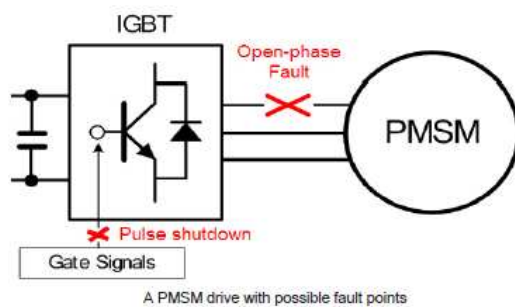 IGBT
Open-phase
Fault
PMSM
Pulse shutdown
Gate Signals
A PMSM drive with possible fault points